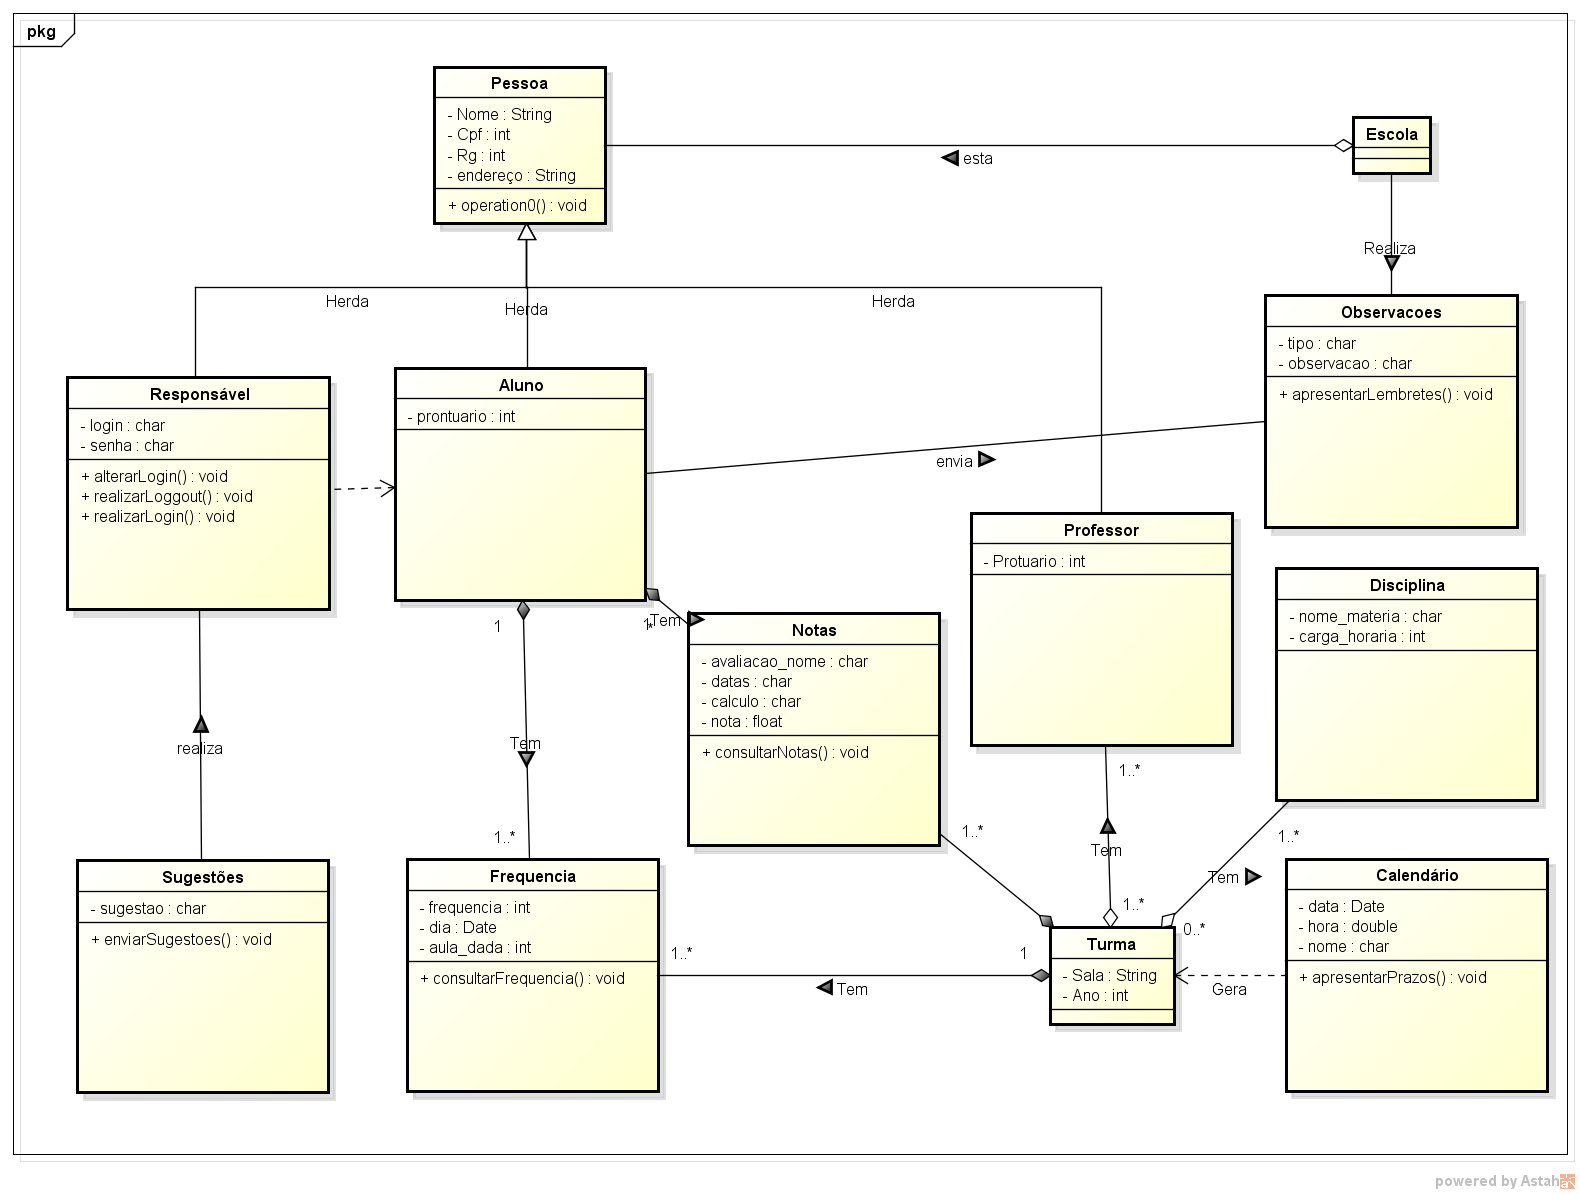 pkg
Pessoa
- Nome : String
- Cpf : int
- Rg : int
- endereço : String
+ operation0() : void
Escola
esta
Realiza
Herda
Herda
Herda
Observacoes
- tipo : char
- observacao : char
+ apresentarLembretes() : void
Responsável
- login : char
- senha : char
+ alterarLogin() : void
+ realizarLoggout() : void
+ realizarLogin() : void
Aluno
- prontuario : int
envia
Professor
- Protuario : int
Disciplina
- nome_materia : char
- carga_horaria : int
1
Tem
Notas
- avaliacao_nome : char
- datas : char
- calculo : char
- nota : float
+ consultarNotas() : void
realiza
Tem
1..*
1..*
1..*
1..*
Tem
Tem
Sugestões
- sugestao : char
+ enviarSugestoes() : void
Frequencia
- frequencia : int
- dia : Date
- aula_dada : int
+ consultarFrequencia() : void
1..*
Tem
1
1..*
0..*
Turma
- Sala : String
- Ano : int
Gera
Calendário
- data : Date
- hora : double
- nome : char
+ apresentarPrazos() : void
powered by Astah